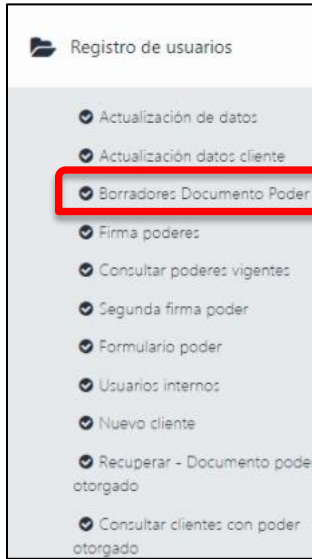 Registro de usuarios
Actualización de datos
Actualización datos cliente
Borradores Documento Poder
Firma poderes
Consultar poderes vigentes
Segunda firma poder
Formulario poder
Usuarios internos
Nuevo cliente
Recuperar - Documento pode
otorgado
Consultar clientes con poder
otorgado